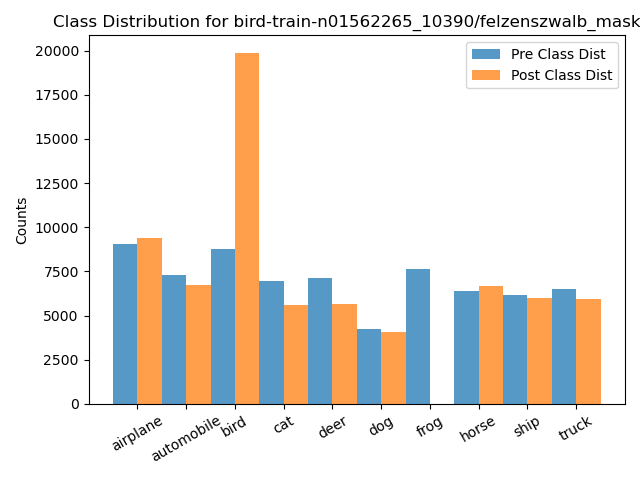 Class Distribution for bird-train-n01562265_10390/felzenszwalb_mask
Pre Class Dist
Post Class Dist
Counts
20000
17500
15000
12500
10000
7500
5000
2500
0
airplane
automobile
bird
cat
deer
dog
frog
horse
ship
truck